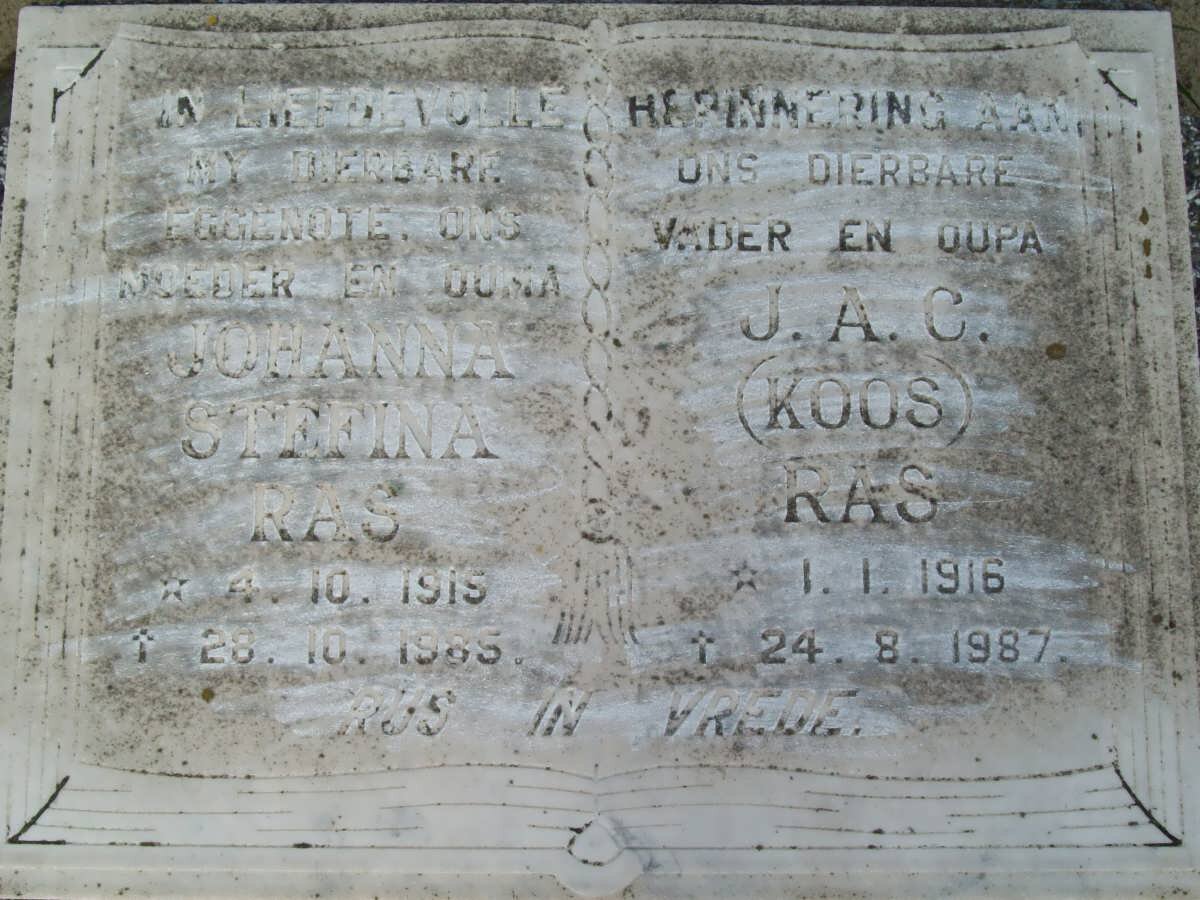 IN LIEFDEVOLLE HERINNERING AAN
MY DIERBARE
EGGENOTE, ONS
MOEDER EN OUMA
JOHANNA
STEFINA
RAS
☆ 4. 10. 1915
† 28. 10. 1985.
ONS DIERBARE
VADER EN OUPA
J. A. C.
(KOOS)
RAS
☆ 1. 1. 1916
† 24. 8. 1987.
RUS IN VREDE.